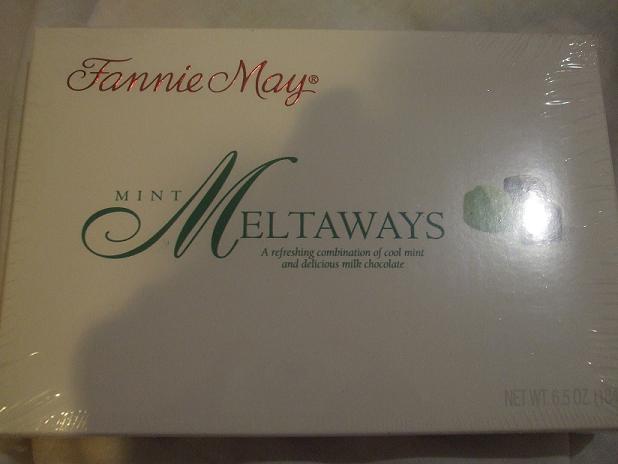 Fannie May®
MINT
MELTAWAYS
A refreshing combination of cool mint
and delicious milk chocolate
NET WT. 6.5 OZ.